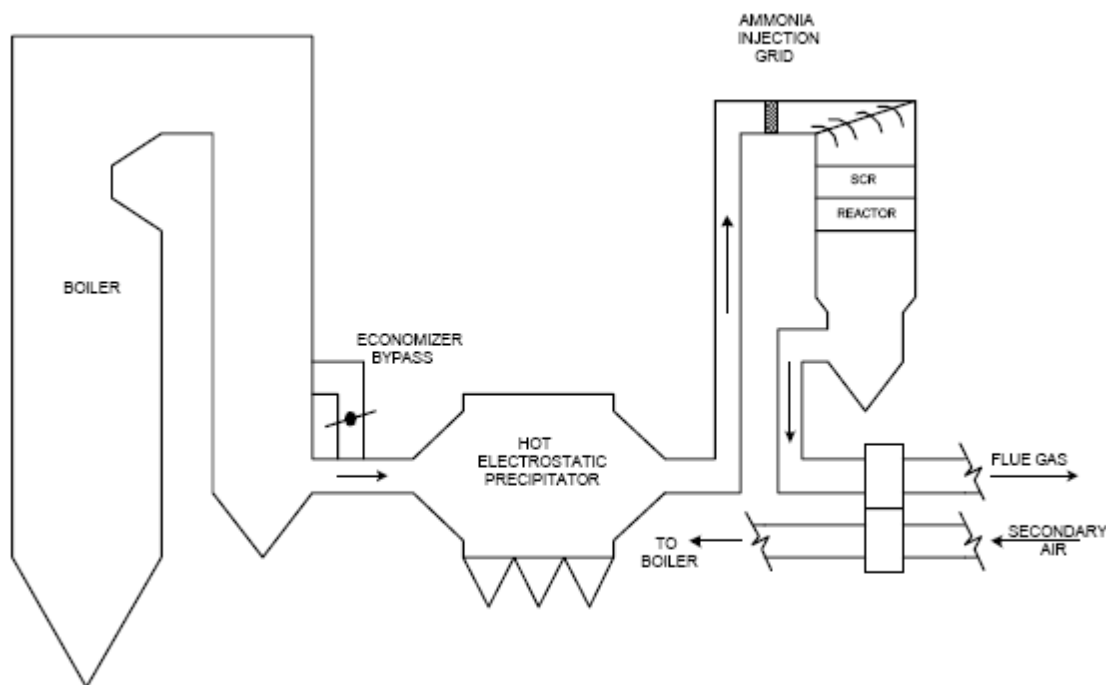 AMMONIA
INJECTION
GRID
SCR
REACTOR
BOILER
ECONOMIZER
BYPASS
HOT
ELECTROSTATIC
PRECIPITATOR
FLUE GAS
TO
BOILER
SECONDARY
AIR